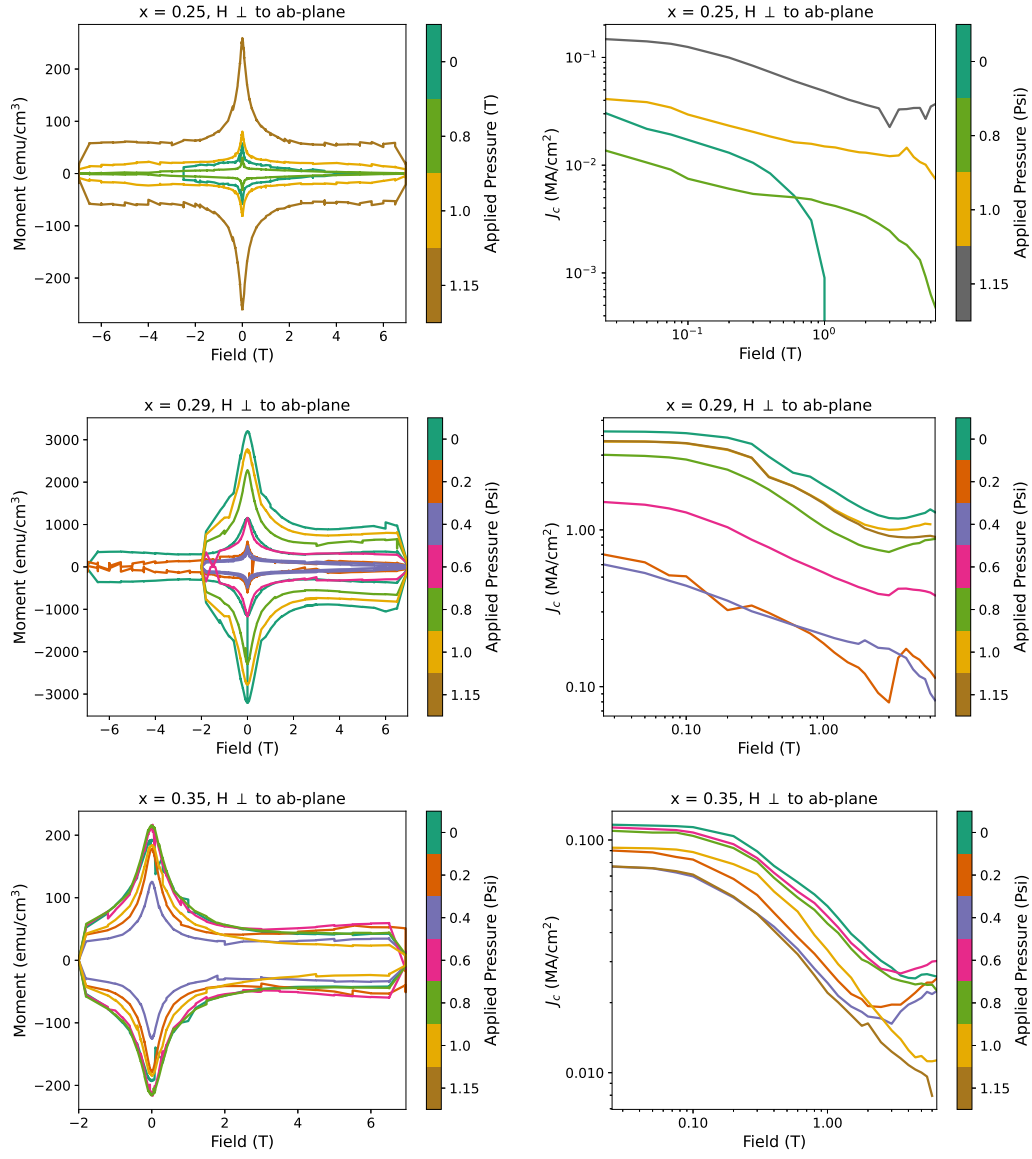 x = 0.25, H ⊥ to ab-plane
200
100
0
−100
−200
Moment (emu/cm³)
−6 −4 −2 0 2 4 6
Field (T)
0
0.8
1.0
1.15
Applied Pressure (T)
x = 0.25, H ⊥ to ab-plane
10⁻¹
10⁻²
10⁻³
J_c (MA/cm²)
10⁻¹ 10⁰
Field (T)
0
0.8
1.0
1.15
Applied Pressure (Psi)
x = 0.29, H ⊥ to ab-plane
3000
2000
1000
0
−1000
−2000
−3000
Moment (emu/cm³)
−6 −4 −2 0 2 4 6
Field (T)
0
0.2
0.4
0.6
0.8
1.0
1.15
Applied Pressure (Psi)
x = 0.29, H ⊥ to ab-plane
1.00
0.10
J_c (MA/cm²)
0.10 1.00
Field (T)
0
0.2
0.4
0.6
0.8
1.0
1.15
Applied Pressure (Psi)
x = 0.35, H ⊥ to ab-plane
200
100
0
−100
−200
Moment (emu/cm³)
−2 0 2 4 6
Field (T)
0
0.2
0.4
0.6
0.8
1.0
1.15
Applied Pressure (Psi)
x = 0.35, H ⊥ to ab-plane
0.100
0.010
J_c (MA/cm²)
0.10 1.00
Field (T)
0
0.2
0.4
0.6
0.8
1.0
1.15
Applied Pressure (Psi)